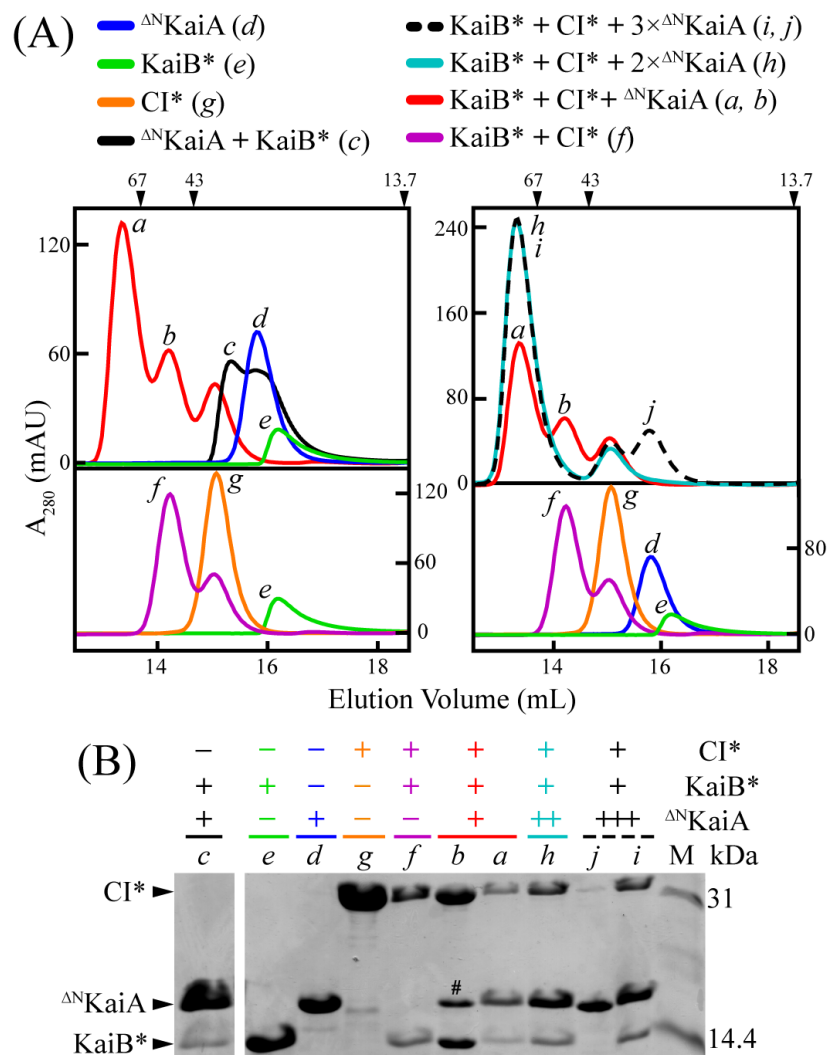 (A)
ΔNKaiA (d)
KaiB* (e)
CI* (g)
ΔNKaiA + KaiB* (c)
KaiB* + CI* + 3×ΔNKaiA (i, j)
KaiB* + CI* + 2×ΔNKaiA (h)
KaiB* + CI*+ ΔNKaiA (a, b)
KaiB* + CI* (f)
67 43 13.7
67 43 13.7
120
60
0
a
b
c
d
e
240
160
80
0
h
i
a
b
j
A280 (mAU)
f
g
e
120
60
0
f
g
d
e
80
0
14 16 18
14 16 18
Elution Volume (mL)
(B)
− − − + + + + + CI*
+ + − − + + + + KaiB*
+ − + − − + ++ +++ ΔNKaiA
c e d g f b a h j i M kDa
CI* 31
ΔNKaiA #
KaiB* 14.4